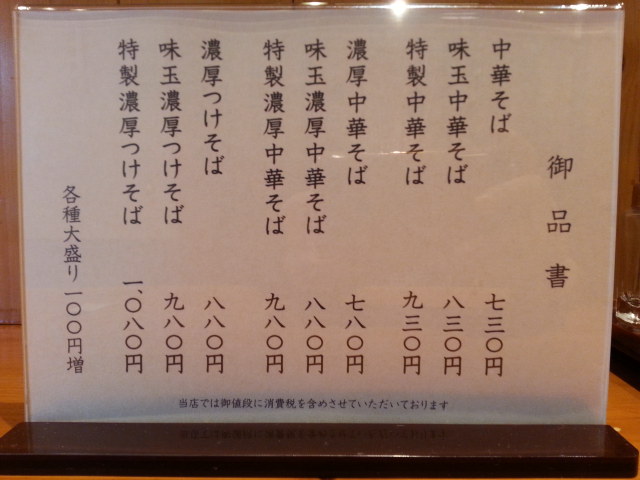 御品書
中華そば 七三〇円
味玉中華そば 八三〇円
特製中華そば 九三〇円
濃厚中華そば 七八〇円
味玉濃厚中華そば 八八〇円
特製濃厚中華そば 九八〇円
濃厚つけそば 八八〇円
味玉濃厚つけそば 九八〇円
特製濃厚つけそば 一、〇八〇円
各種大盛り一〇〇円増
当店では御値段に消費税を含めさせていただいております